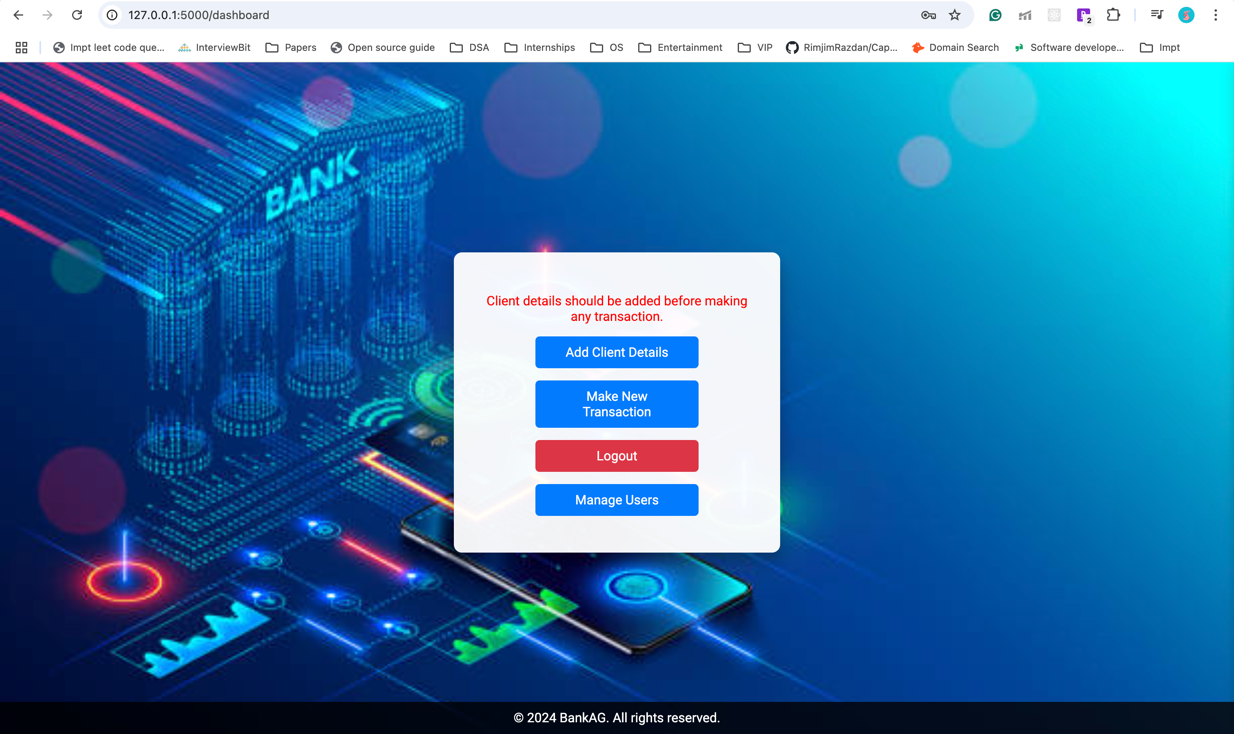 127.0.0.1:5000/dashboard
2
Impt leet code que...
InterviewBit
Papers
Open source guide
DSA
Internships
OS
Entertainment
VIP
RimjimRazdan/Cap...
Domain Search
Software develope...
Impt
BANK
Client details should be added before making
any transaction.
Add Client Details
Make New
Transaction
Logout
Manage Users
© 2024 BankAG. All rights reserved.